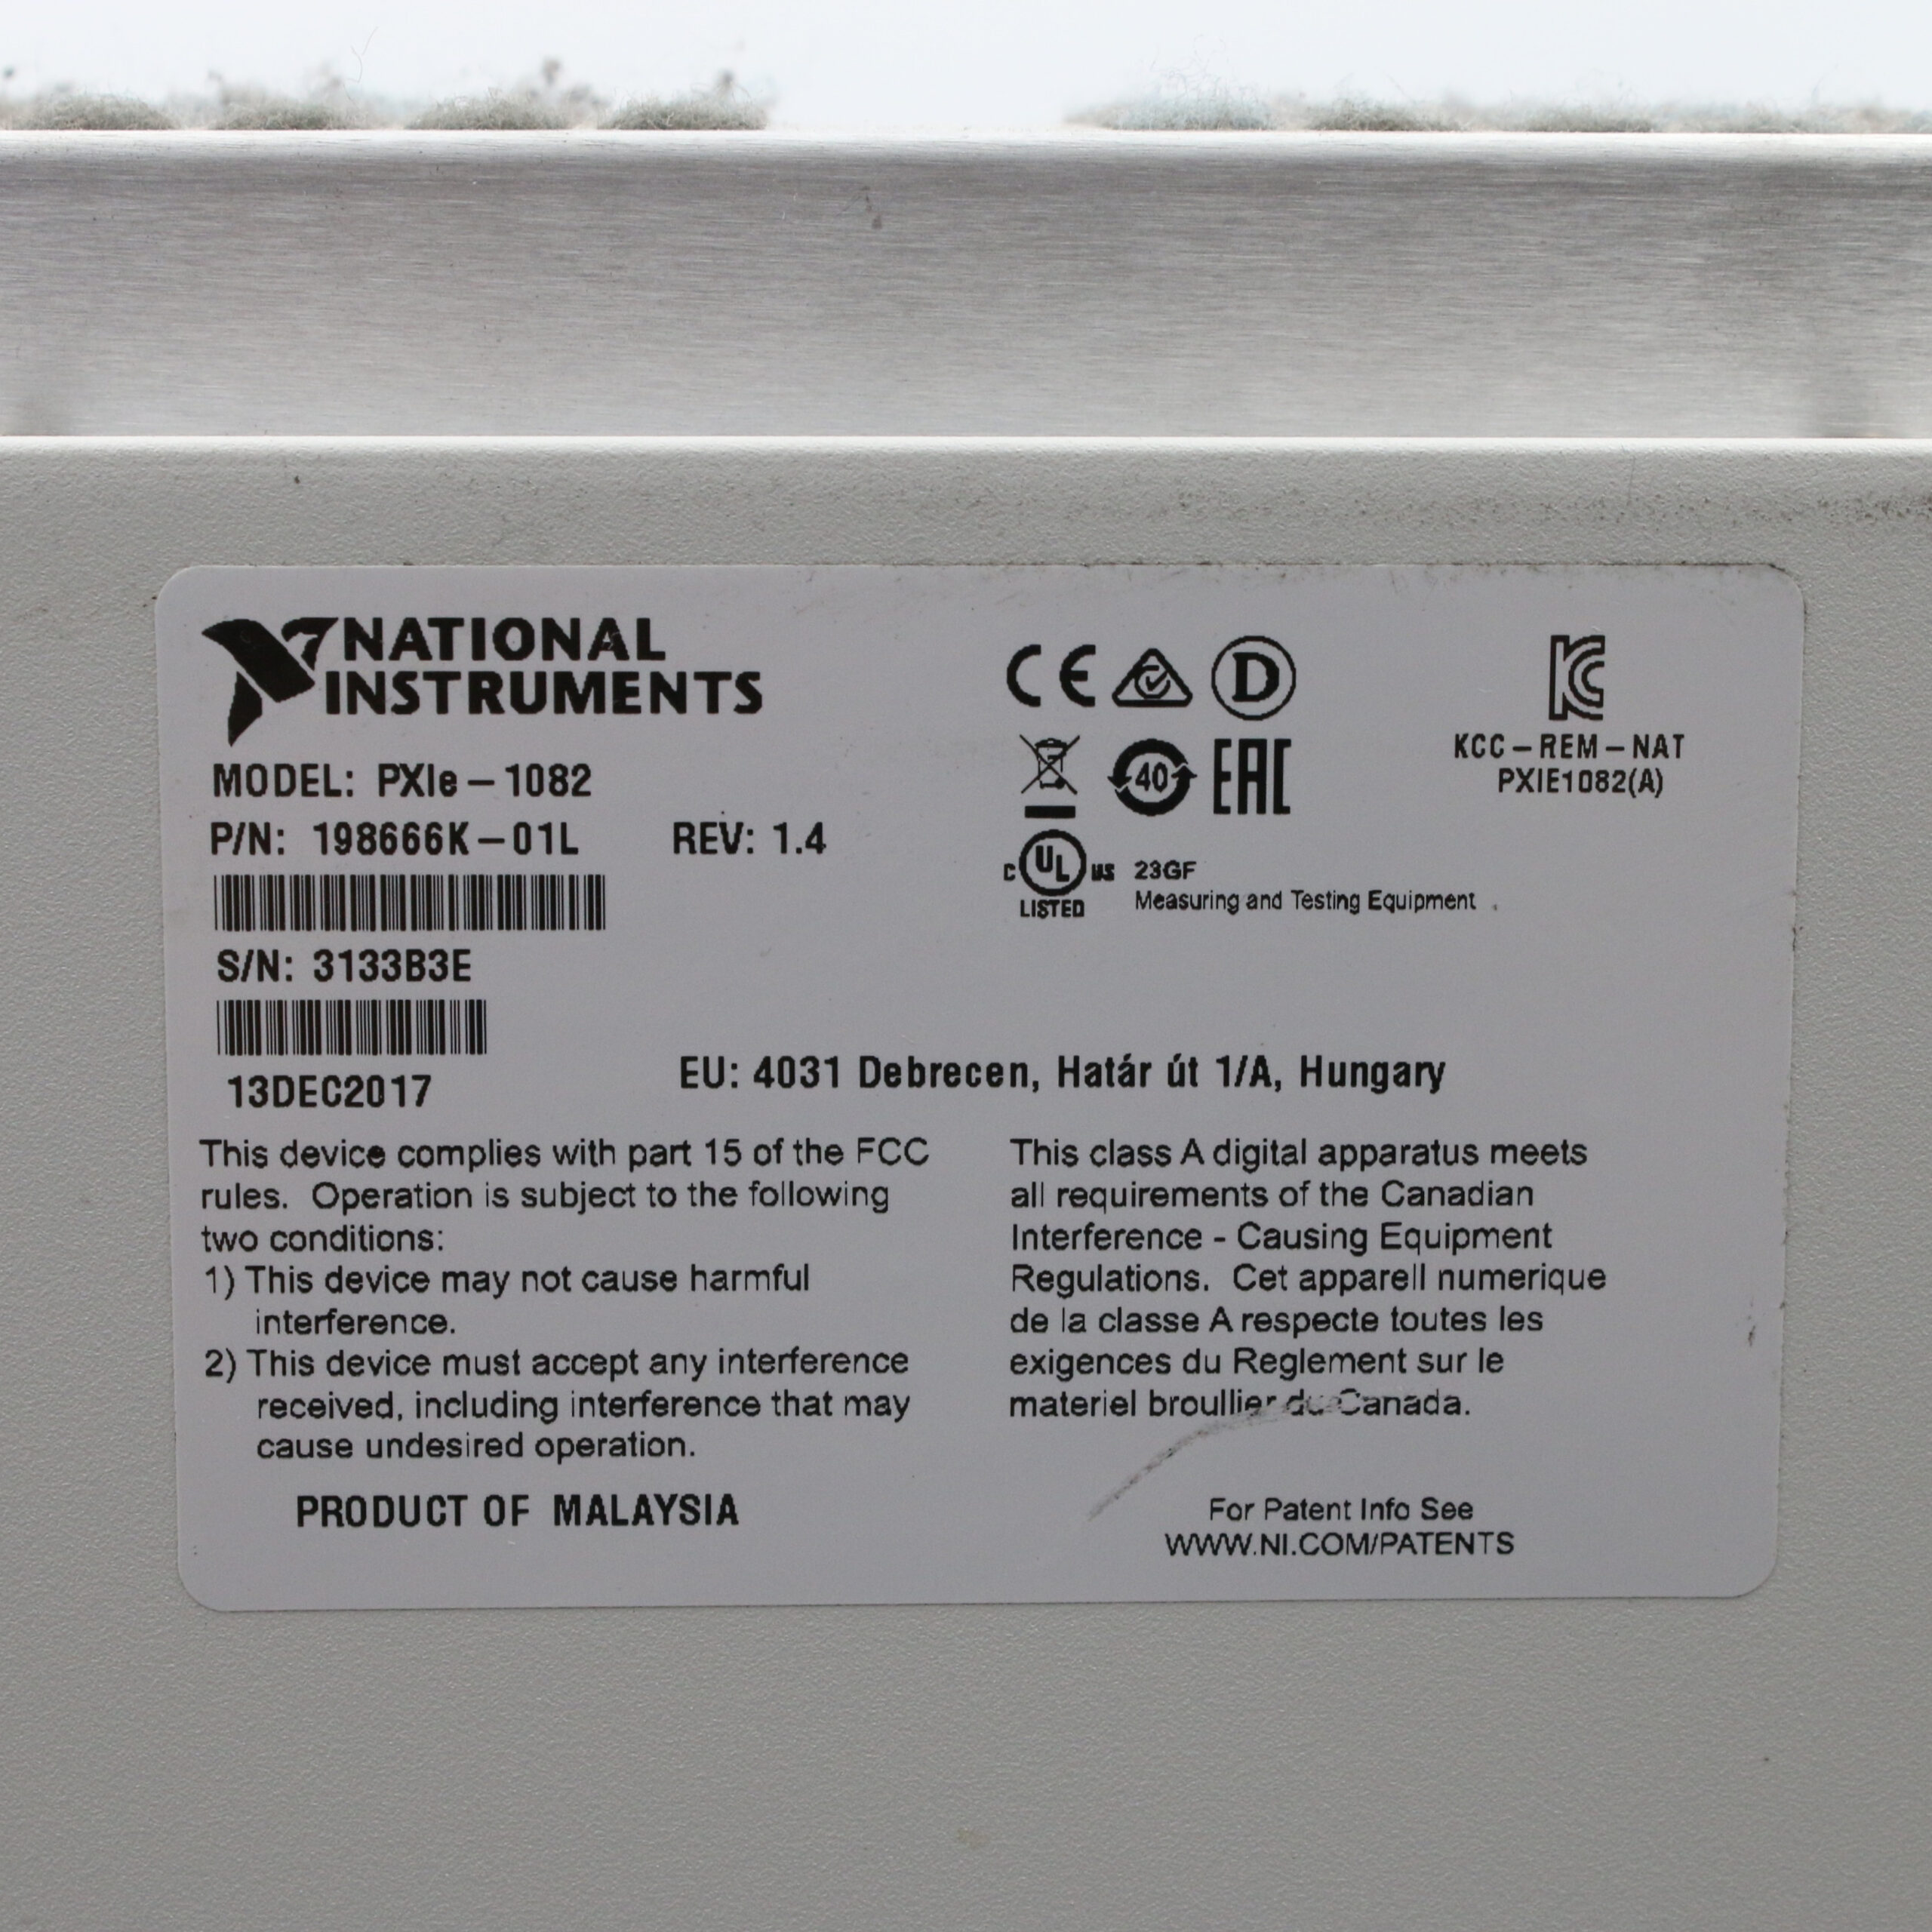 NATIONAL
INSTRUMENTS
MODEL: PXIe-1082
P/N: 198666K-01L REV: 1.4
S/N: 3133B3E
13DEC2017
CE
D
40
EAC
KC
KCC-REM-NAT
PXIE1082(A)
C UL US
LISTED
23GF
Measuring and Testing Equipment
EU: 4031 Debrecen, Határ út 1/A, Hungary
This device complies with part 15 of the FCC
rules. Operation is subject to the following
two conditions:
1) This device may not cause harmful
interference.
2) This device must accept any interference
received, including interference that may
cause undesired operation.
PRODUCT OF MALAYSIA
This class A digital apparatus meets
all requirements of the Canadian
Interference - Causing Equipment
Regulations. Cet apparell numerique
de la classe A respecte toutes les
exigences du Reglement sur le
materiel broullier du Canada.
For Patent Info See
WWW.NI.COM/PATENTS